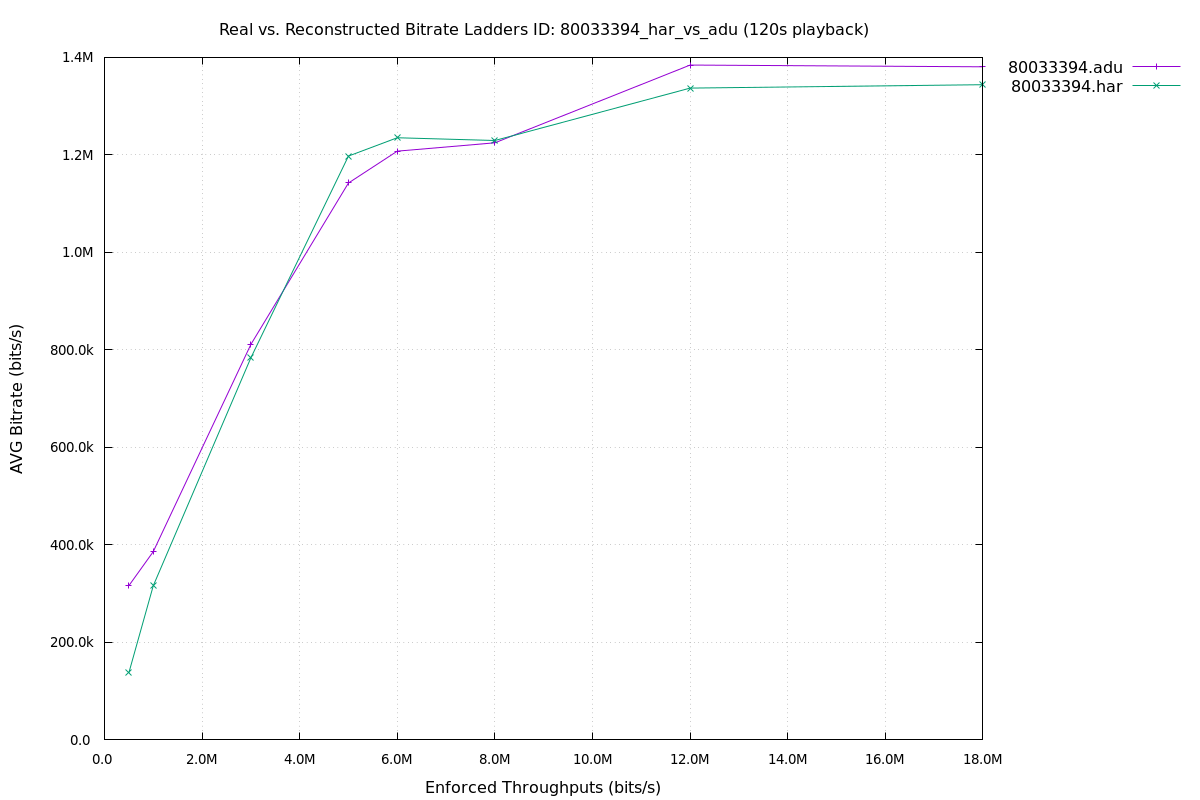 Real vs. Reconstructed Bitrate Ladders ID: 80033394_har_vs_adu (120s playback)
80033394.adu
80033394.har
AVG Bitrate (bits/s)
1.4M
1.2M
1.0M
800.0k
600.0k
400.0k
200.0k
0.0
0.0 2.0M 4.0M 6.0M 8.0M 10.0M 12.0M 14.0M 16.0M 18.0M
Enforced Throughputs (bits/s)